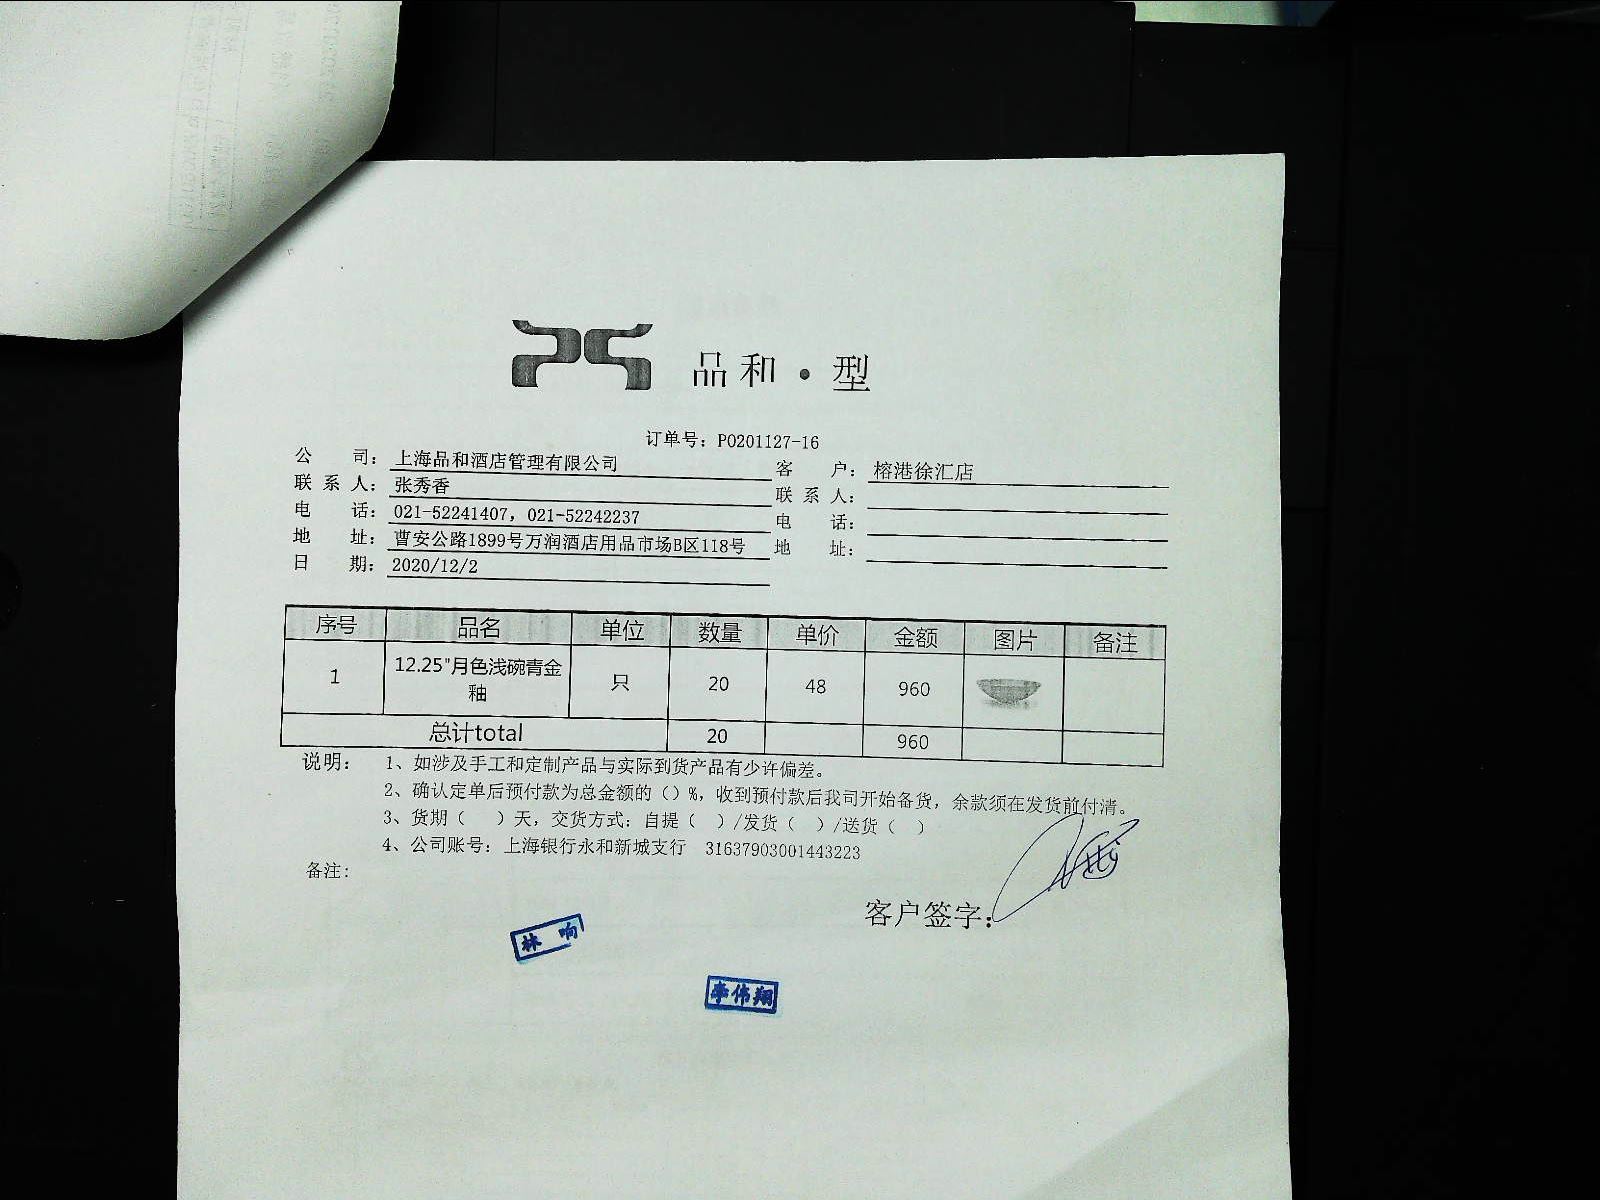 品和·型
订单号：PO201127-16
公 司：上海品和酒店管理有限公司 客 户：榕港徐汇店
联系人：张秀香 联系人：
电 话：021-52241407，021-52242237 电 话：
地 址：曹安公路1899号万润酒店用品市场B区118号 地 址：
日 期：2020/12/2
序号 品名 单位 数量 单价 金额 图片 备注
1 12.25"月色浅碗青金釉 只 20 48 960
总计total 20 960
说明： 1、如涉及手工和定制产品与实际到货产品有少许偏差。
2、确认定单后预付款为总金额的（）%，收到预付款后我司开始备货，余款须在发货前付清。
3、货期（ ）天，交货方式：自提（ ）/发货（ ）/送货（ ）
4、公司账号：上海银行永和新城支行 31637903001443223
备注：
客户签字：
林 响
李伟翔